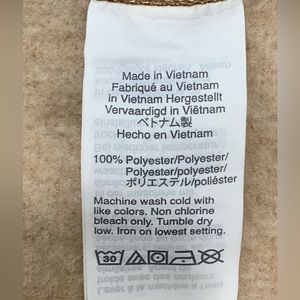 Made in Vietnam
Fabriqué au Vietnam
in Vietnam Hergestellt
Vervaardigd in Viëtnam
ベトナム製
Hecho en Vietnam
100% Polyester/Polyester/
Polyester/polyester/
ポリエステル/poliéster
Machine wash cold with
like colors. Non chlorine
bleach only. Tumble dry
low. Iron on lowest setting.
30